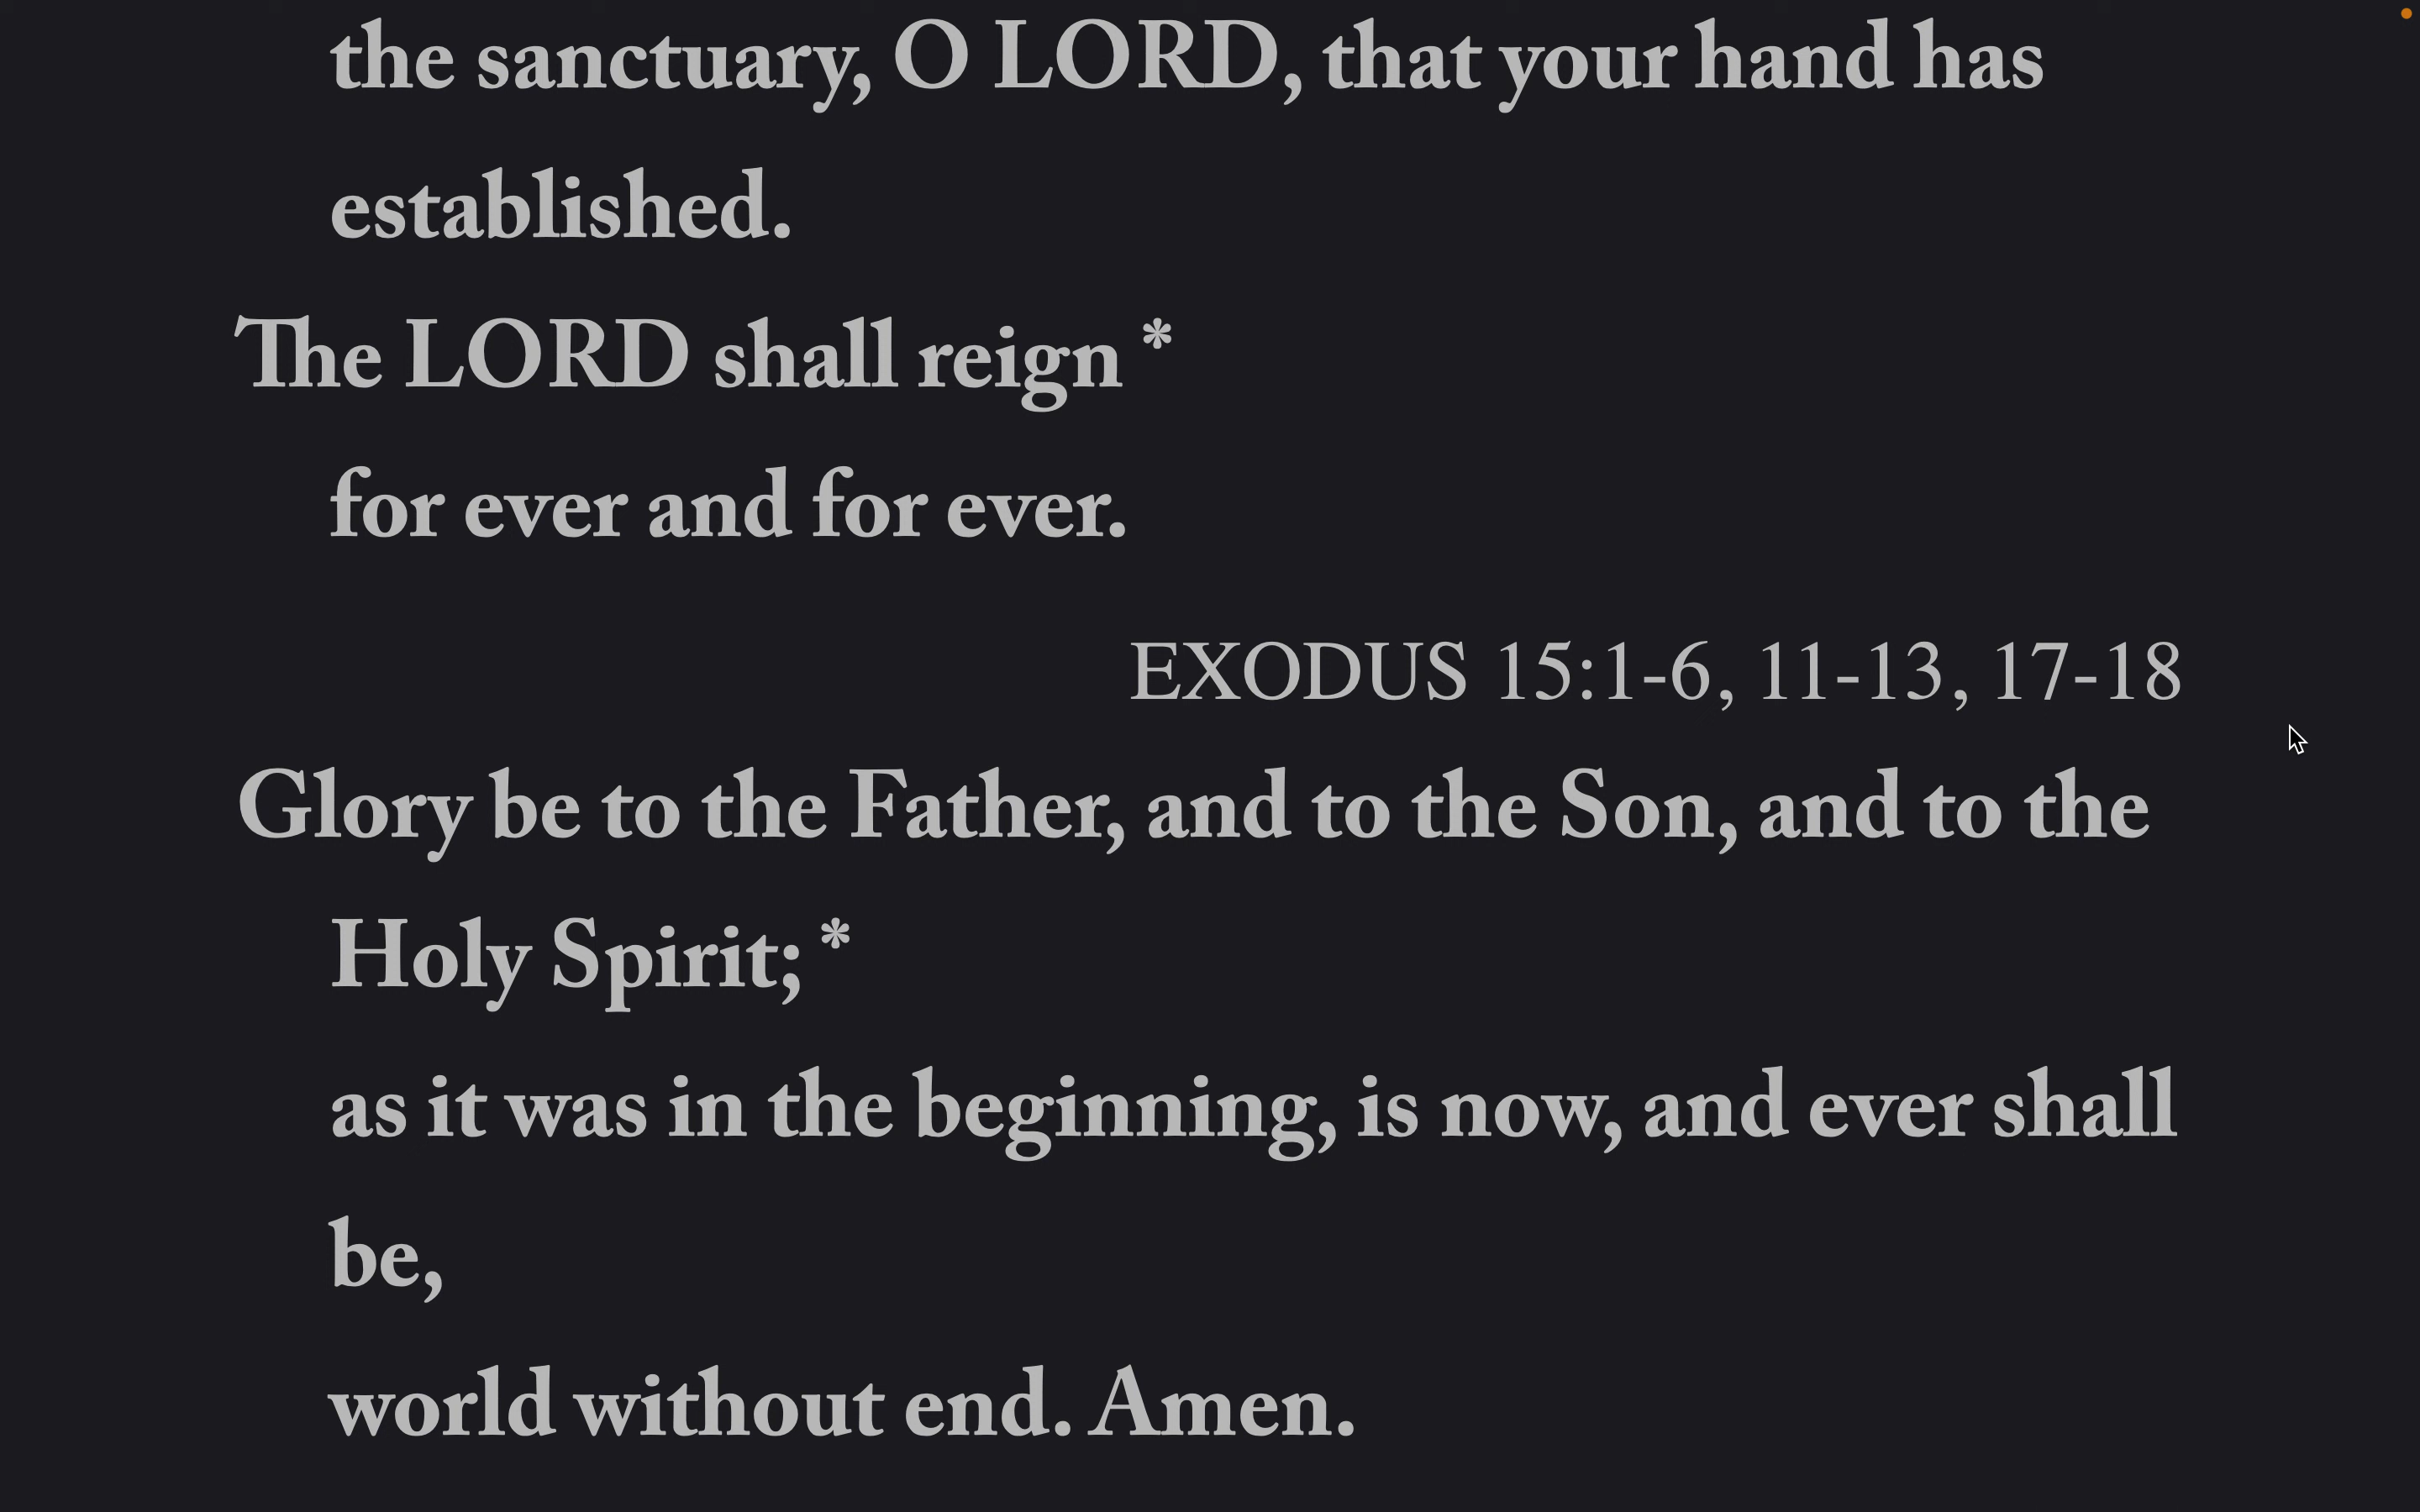 the sanctuary, O LORD, that your hand has
established.
The LORD shall reign *
for ever and for ever.
EXODUS 15:1-6, 11-13, 17-18
Glory be to the Father, and to the Son, and to the
Holy Spirit; *
as it was in the beginning, is now, and ever shall
be,
world without end. Amen.